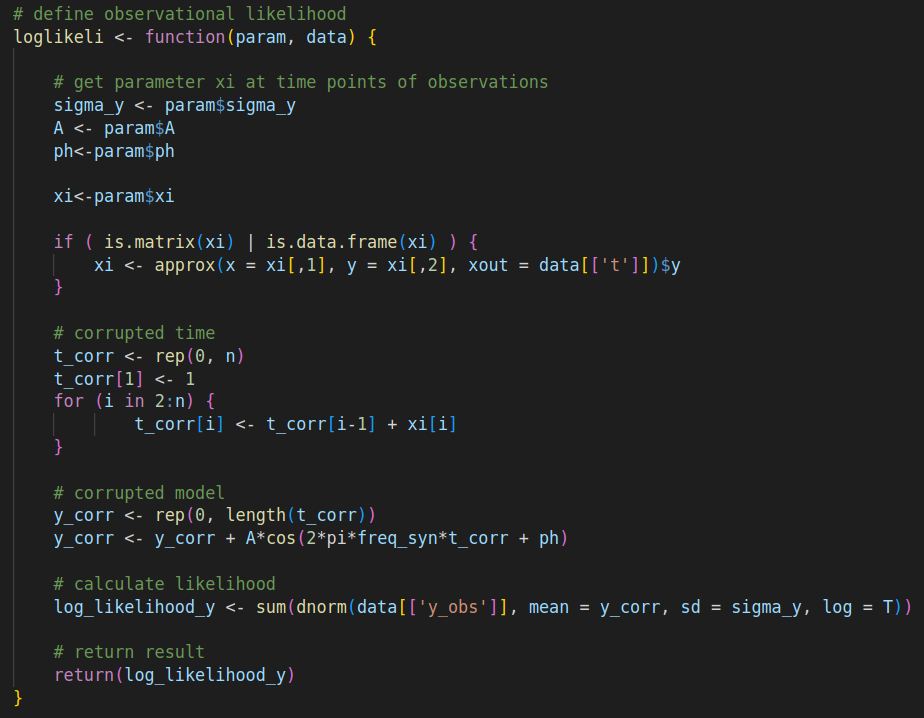 # define observational likelihood
loglikeli <- function(param, data) {
# get parameter xi at time points of observations
sigma_y <- param$sigma_y
A <- param$A
ph<-param$ph
xi<-param$xi
if ( is.matrix(xi) | is.data.frame(xi) ) {
xi <- approx(x = xi[,1], y = xi[,2], xout = data[['t']])$y
}
# corrupted time
t_corr <- rep(0, n)
t_corr[1] <- 1
for (i in 2:n) {
t_corr[i] <- t_corr[i-1] + xi[i]
}
# corrupted model
y_corr <- rep(0, length(t_corr))
y_corr <- y_corr + A*cos(2*pi*freq_syn*t_corr + ph)
# calculate likelihood
log_likelihood_y <- sum(dnorm(data[['y_obs']], mean = y_corr, sd = sigma_y, log = T))
# return result
return(log_likelihood_y)
}